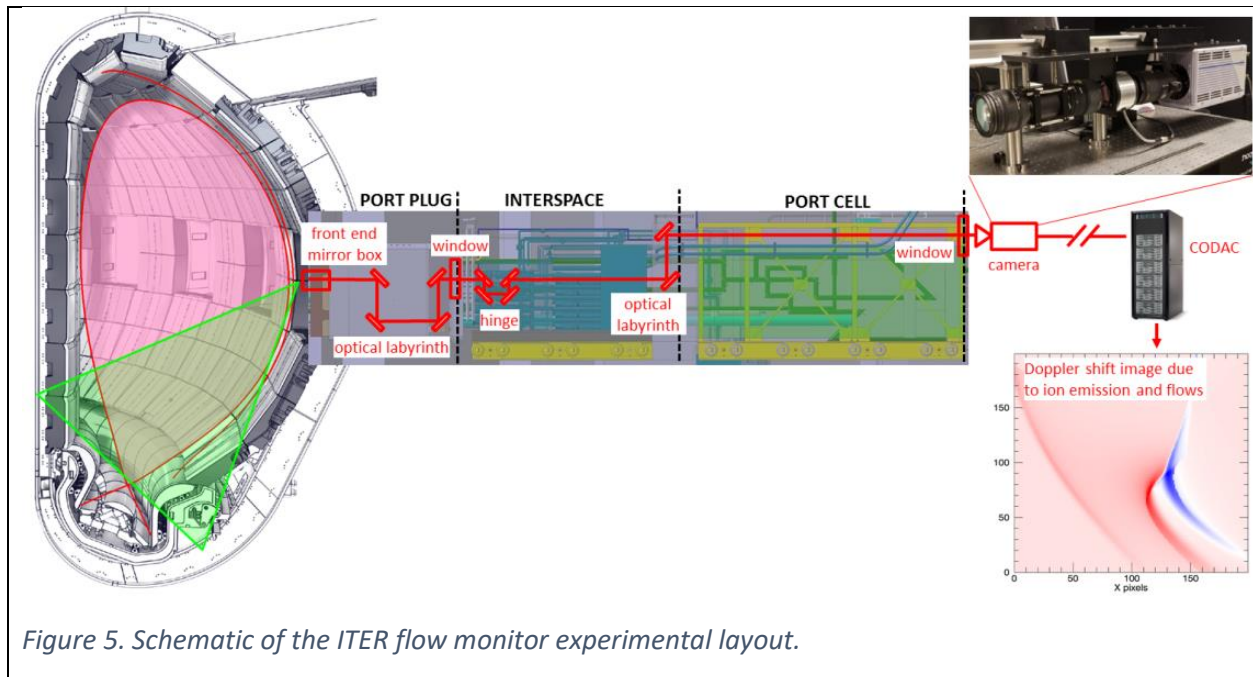 PORT PLUG
INTERSPACE
PORT CELL
front end
mirror box
window
hinge
optical labyrinth
optical
labyrinth
window
camera
CODAC
Doppler shift image due
to ion emission and flows
150
100
50
0
0
50
100
150
X pixels
Figure 5. Schematic of the ITER flow monitor experimental layout.